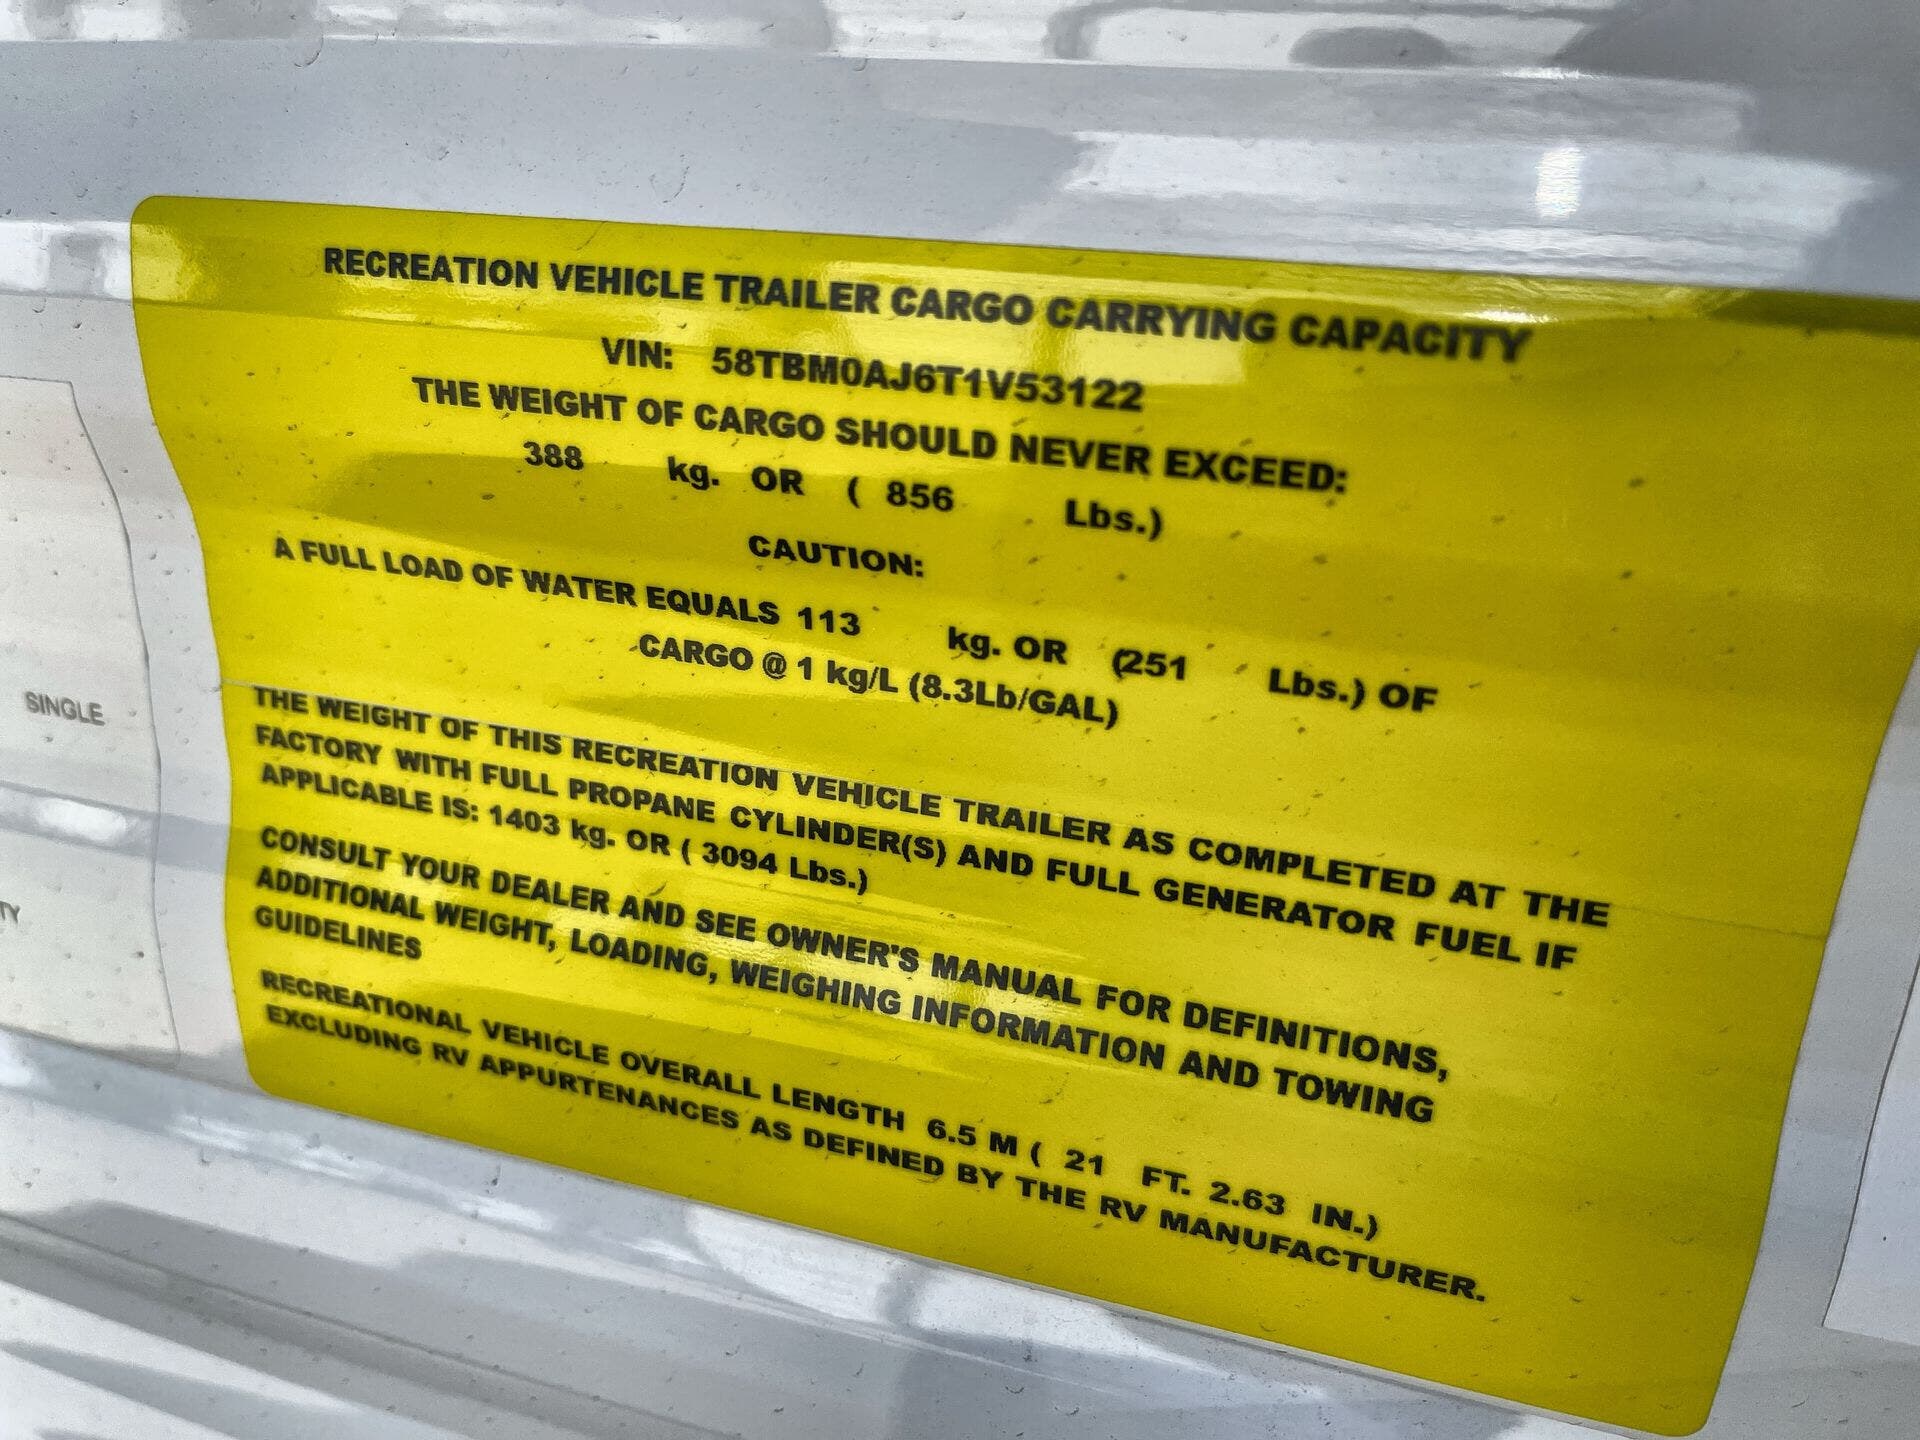 RECREATION VEHICLE TRAILER CARGO CARRYING CAPACITY
VIN: 58TBM0AJ6T1V53122
THE WEIGHT OF CARGO SHOULD NEVER EXCEED:
388 kg. OR ( 856 Lbs.)
CAUTION:
A FULL LOAD OF WATER EQUALS 113 kg. OR (251 Lbs.) OF
CARGO @ 1 kg/L (8.3Lb/GAL)
THE WEIGHT OF THIS RECREATION VEHICLE TRAILER AS COMPLETED AT THE
FACTORY WITH FULL PROPANE CYLINDER(S) AND FULL GENERATOR FUEL IF
APPLICABLE IS: 1403 kg. OR ( 3094 Lbs.)
CONSULT YOUR DEALER AND SEE OWNER'S MANUAL FOR DEFINITIONS,
ADDITIONAL WEIGHT, LOADING, WEIGHING INFORMATION AND TOWING
GUIDELINES
RECREATIONAL VEHICLE OVERALL LENGTH 6.5 M ( 21 FT. 2.63 IN.)
EXCLUDING RV APPURTENANCES AS DEFINED BY THE RV MANUFACTURER.
SINGLE
TY